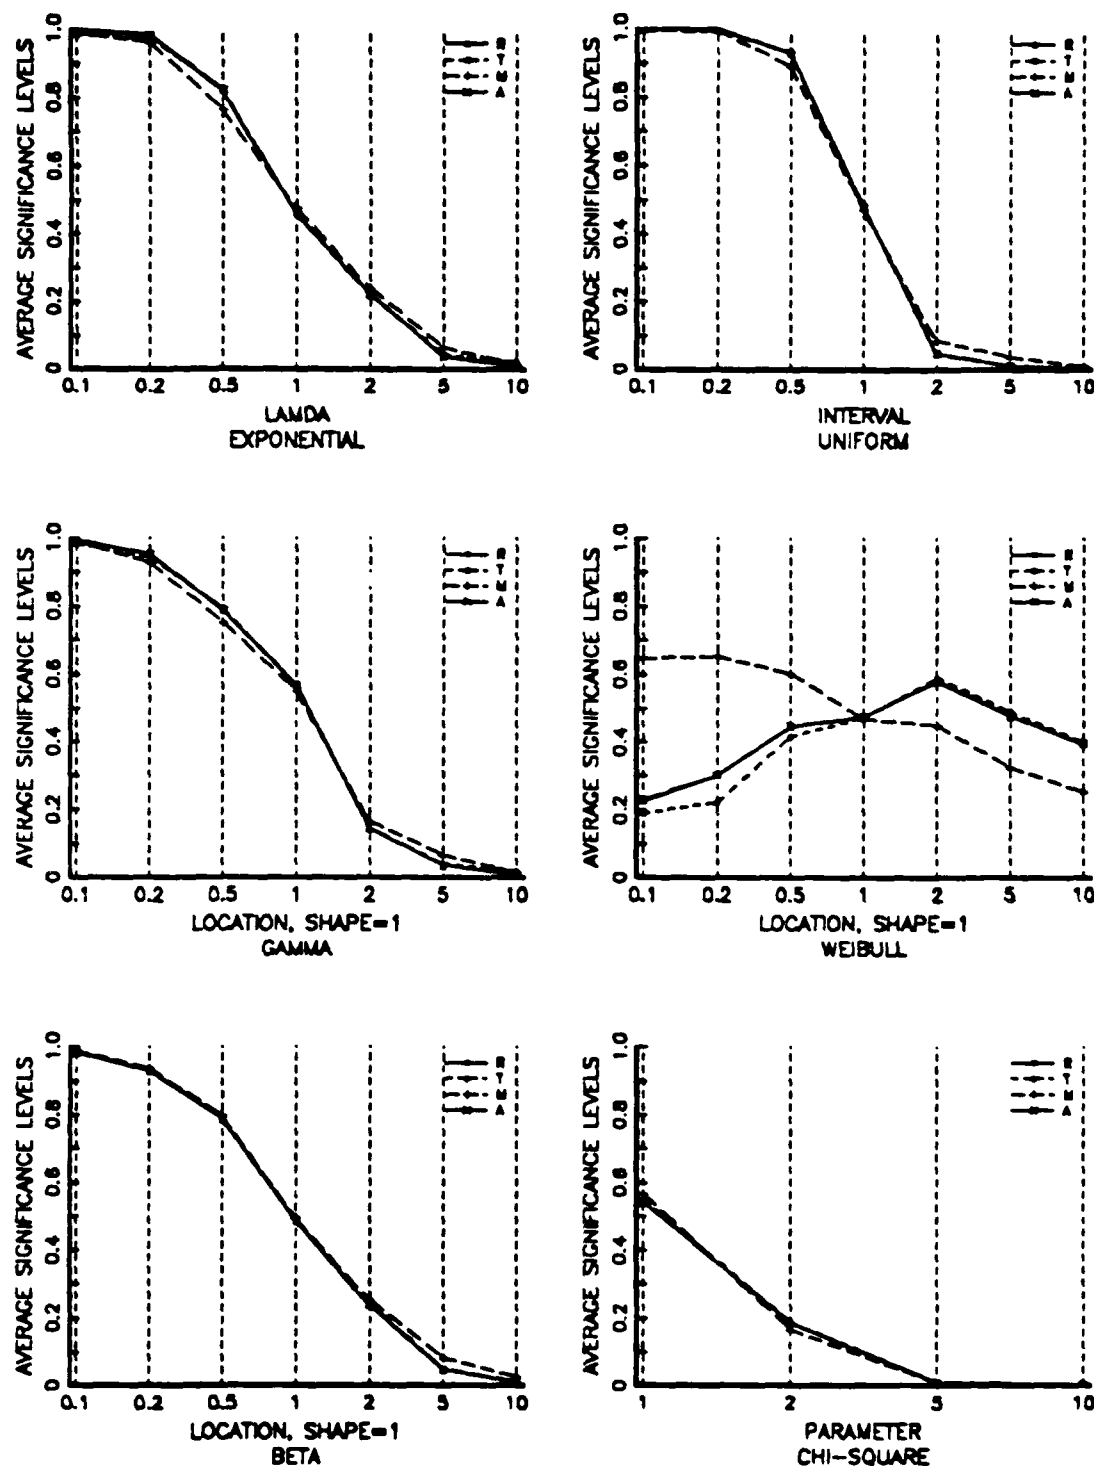 AVERAGE SIGNIFICANCE LEVELS
1.0
0.8
0.6
0.4
0.2
0
R
T
M
A
0.1 0.2 0.5 1 2 5 10
LAMDA
EXPONENTIAL
AVERAGE SIGNIFICANCE LEVELS
1.0
0.8
0.6
0.4
0.2
0
R
T
M
A
0.1 0.2 0.5 1 2 5 10
INTERVAL
UNIFORM
AVERAGE SIGNIFICANCE LEVELS
1.0
0.8
0.6
0.4
0.2
0
R
T
M
A
0.1 0.2 0.5 1 2 5 10
LOCATION, SHAPE=1
GAMMA
AVERAGE SIGNIFICANCE LEVELS
1.0
0.8
0.6
0.4
0.2
0
R
T
M
A
0.1 0.2 0.5 1 2 5 10
LOCATION, SHAPE=1
WEIBULL
AVERAGE SIGNIFICANCE LEVELS
1.0
0.8
0.6
0.4
0.2
0
R
T
M
A
0.1 0.2 0.5 1 2 5 10
LOCATION, SHAPE=1
BETA
AVERAGE SIGNIFICANCE LEVELS
1.0
0.8
0.6
0.4
0.2
0
R
T
M
A
1 2 5 10
PARAMETER
CHI-SQUARE